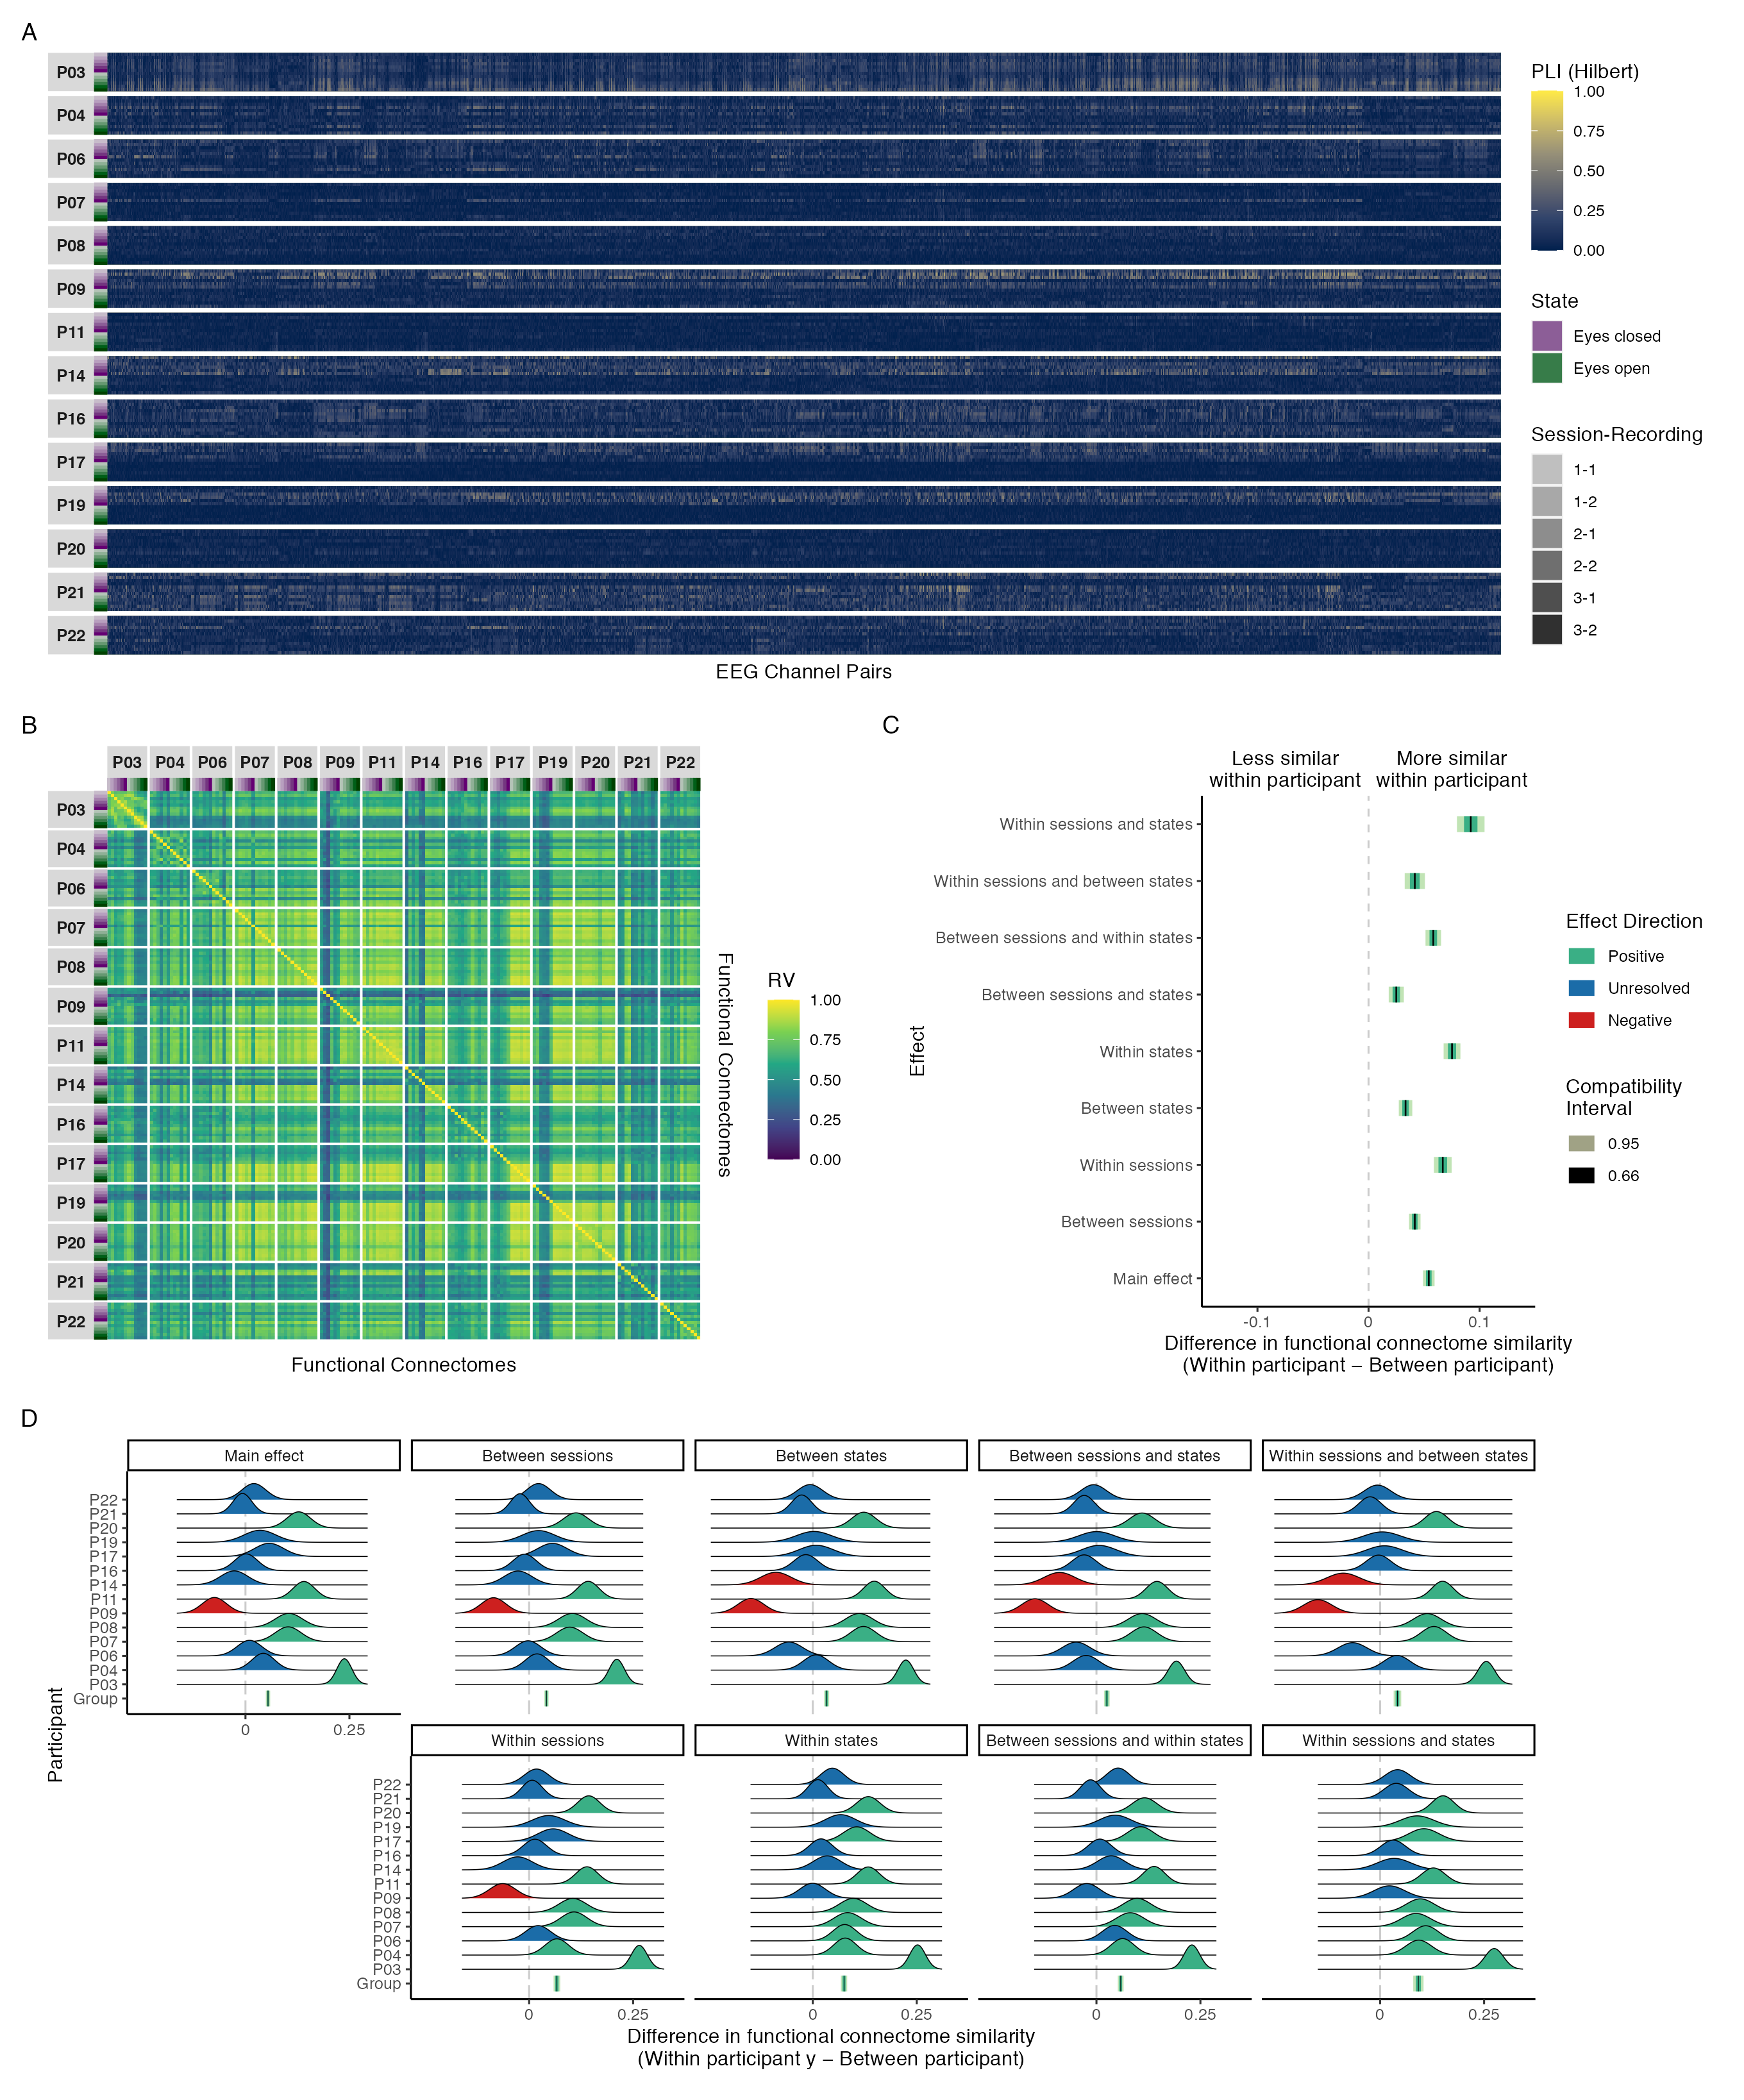 A
P03
P04
P06
P07
P08
P09
P11
P14
P16
P17
P19
P20
P21
P22
EEG Channel Pairs
PLI (Hilbert)
1.00
0.75
0.50
0.25
0.00
State
Eyes closed
Eyes open
Session-Recording
1-1
1-2
2-1
2-2
3-1
3-2
B
P03 P04 P06 P07 P08 P09 P11 P14 P16 P17 P19 P20 P21 P22
P03
P04
P06
P07
P08
P09
P11
P14
P16
P17
P19
P20
P21
P22
Functional Connectomes
Functional Connectomes
RV
1.00
0.75
0.50
0.25
0.00
C
Less similar
within participant
More similar
within participant
Effect
Within sessions and states
Within sessions and between states
Between sessions and within states
Between sessions and states
Within states
Between states
Within sessions
Between sessions
Main effect
-0.1 0 0.1
Difference in functional connectome similarity
(Within participant − Between participant)
Effect Direction
Positive
Unresolved
Negative
Compatibility
Interval
0.95
0.66
D
Participant
Main effect
Between sessions
Between states
Between sessions and states
Within sessions and between states
P22
P21
P20
P19
P17
P16
P14
P11
P09
P08
P07
P06
P04
P03
Group
0 0.25
Within sessions
Within states
Between sessions and within states
Within sessions and states
P22
P21
P20
P19
P17
P16
P14
P11
P09
P08
P07
P06
P04
P03
Group
0 0.25 0 0.25 0 0.25 0 0.25
Difference in functional connectome similarity
(Within participant y − Between participant)